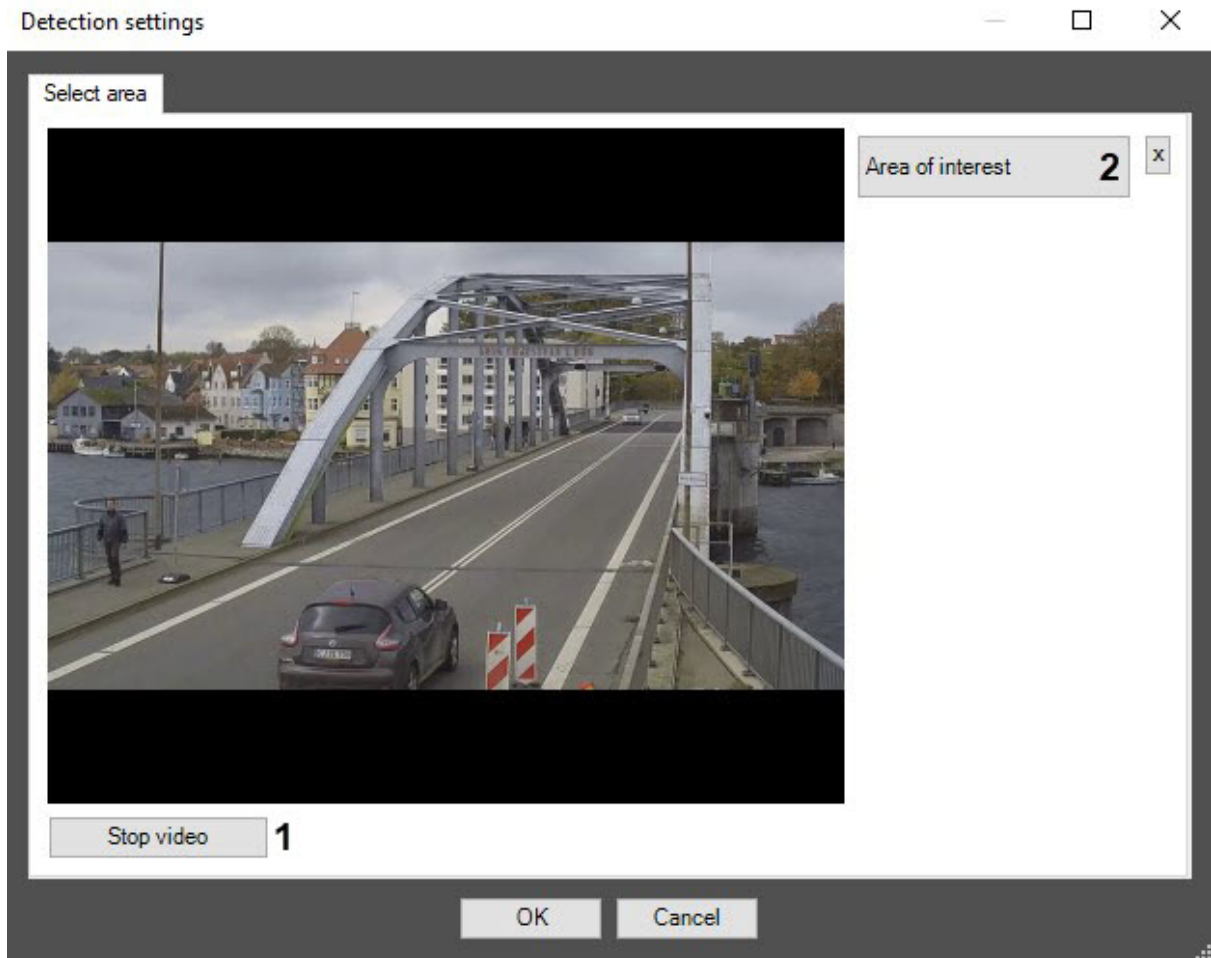 Detection settings
Select area
Area of interest 2 x
Stop video 1
OK Cancel